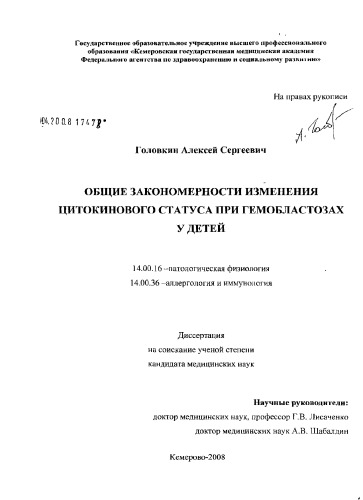 Государственное образовательное учреждение высшего профессионального
образования «Кемеровская государственная медицинская академия
Федерального агентства по здравоохранению и социальному развитию»
На правах рукописи
04.2008 17478
Головкин Алексей Сергеевич
ОБЩИЕ ЗАКОНОМЕРНОСТИ ИЗМЕНЕНИЯ
ЦИТОКИНОВОГО СТАТУСА ПРИ ГЕМОБЛАСТОЗАХ
У ДЕТЕЙ
14.00.16 –патологическая физиология
14.00.36 –аллергология и иммунология
Диссертация
на соискание ученой степени
кандидата медицинских наук
Научные руководители:
доктор медицинских наук, профессор Г.В. Лисаченко
доктор медицинских наук А.В. Шабалдин
Кемерово-2008